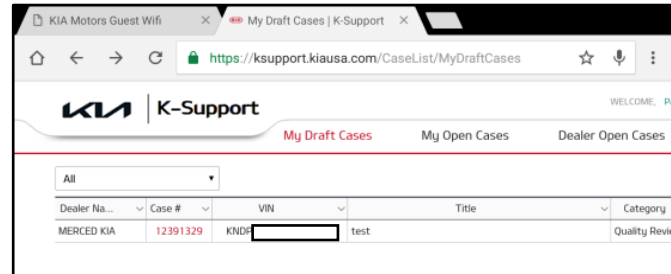 KIA Motors Guest Wifi
My Draft Cases | K-Support
https://ksupport.kiausa.com/CaseList/MyDraftCases
KIA K-Support
WELCOME,
My Draft Cases My Open Cases Dealer Open Cases
All
Dealer Na... Case # VIN Title Category
MERCED KIA 12391329 KNDP test Quality Revi